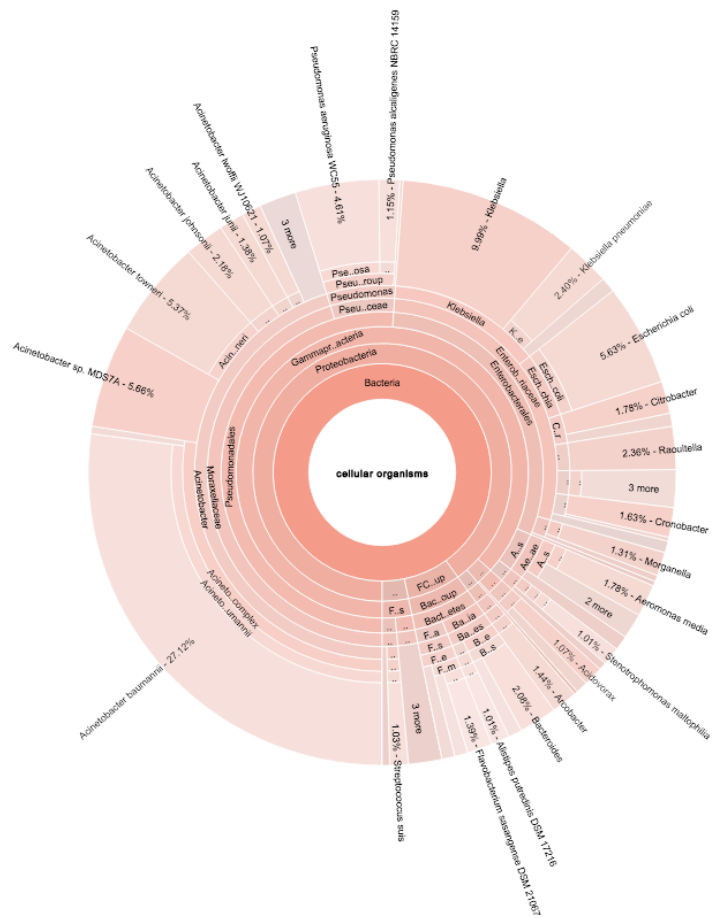 Pseudomonas aeruginosa WC55 - 4.61%
1.15% - Pseudomonas alcaligenes NBRC 14159
9.99% - Klebsiella
2.40% - Klebsiella pneumoniae
5.63% - Escherichia coli
1.78% - Citrobacter
2.36% - Raoultella
3 more
1.63% - Cronobacter
1.31% - Morganella
1.78% - Aeromonas media
2 more
1.01% - Stenotrophomonas maltophilia
1.07% - Acidovorax
1.44% - Arcobacter
2.08% - Bacteroides
1.01% - Alistipes putredinis DSM 17216
1.39% - Flavobacterium sasangense DSM 21067
3 more
1.03% - Streptococcus suis
Acinetobacter baumannii - 27.12%
Acinetobacter sp. MDS7A - 5.66%
Acinetobacter towneri - 5.37%
Acinetobacter johnsonii - 2.18%
Acinetobacter junii - 1.38%
Acinetobacter lwoffii WJ10621 - 1.07%
3 more
Pse..osa
Pseu..roup
Pseudomonas
Pseu..ceae
Acin..neri
Gammapr..acteria
Proteobacteria
Bacteria
cellular organisms
Klebsiella
K..e
Esch..coli
Esch..chia
Enterob..riaceae
Enterobacterales
C..r
A..s
Ae..ae
A..s
Pseudomonadales
Moraxellaceae
Acinetobacter
Acineto..complex
Acineto..umannii
FC..up
F..s
Bac..oup
Bact..etes
Ba..ia
F..a
Ba..es
F..s
B..e
F..e
B..s
F..m